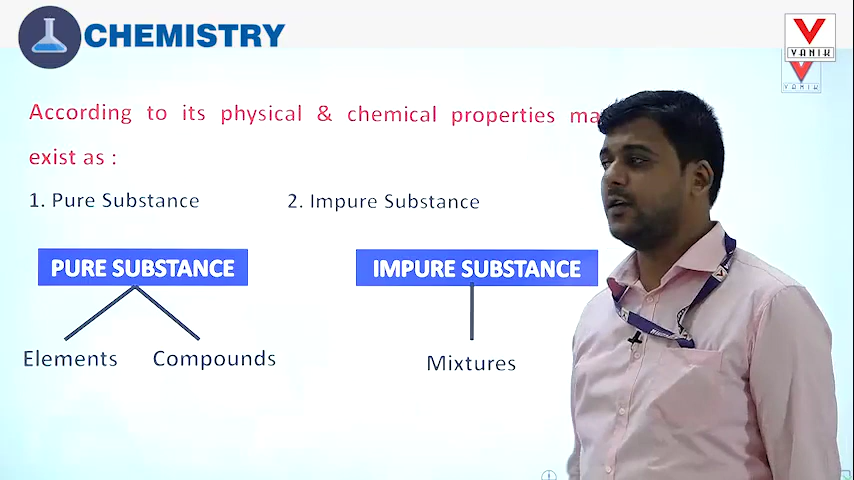 CHEMISTRY
VANIK
VANIK
According to its physical & chemical properties
exist as :
1. Pure Substance 2. Impure Substance
PURE SUBSTANCE IMPURE SUBSTANCE
Elements Compounds Mixtures